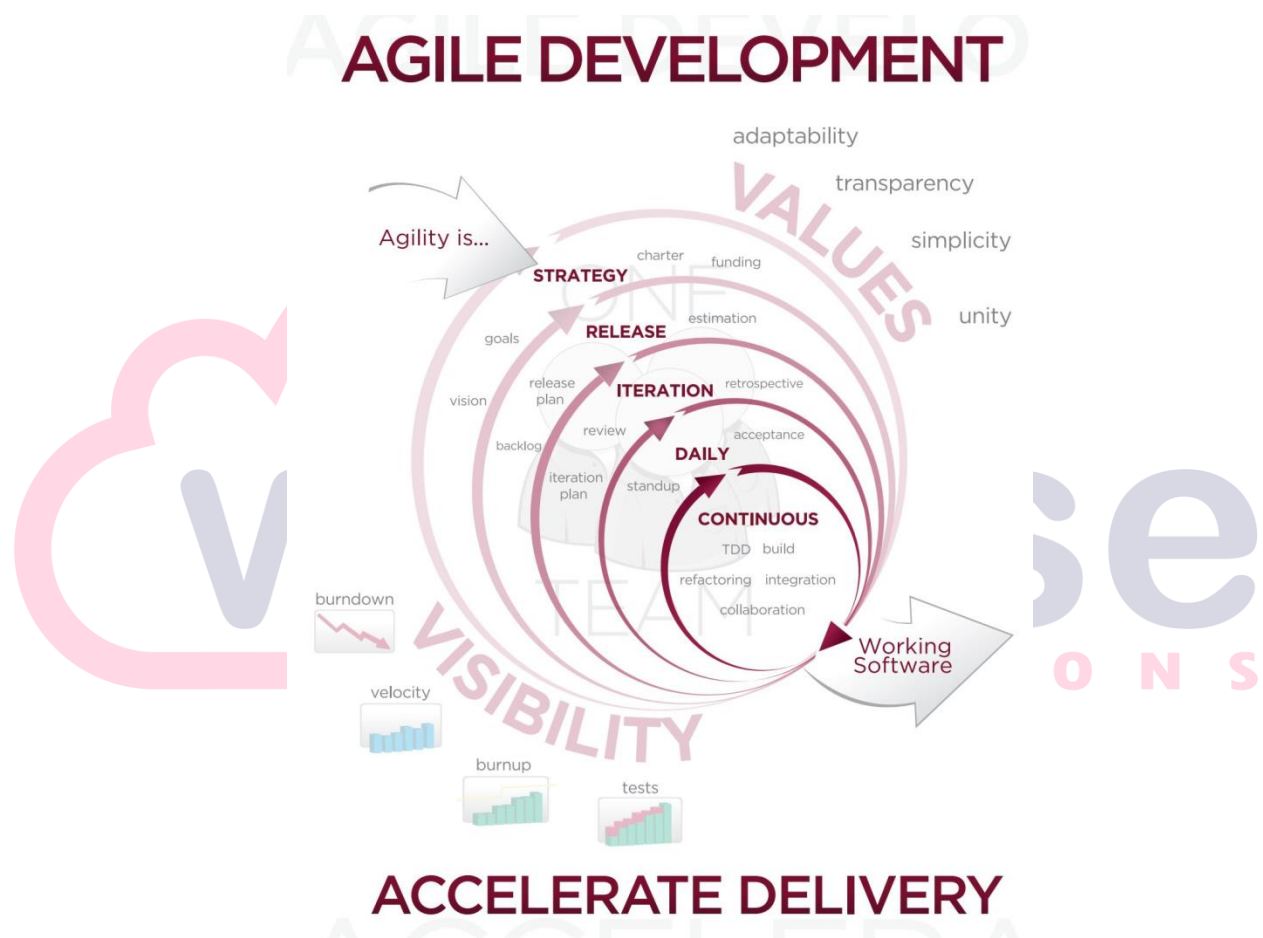 AGILE DEVELOPMENT
adaptability
VALUES
transparency
Agility is...
simplicity
charter
funding
STRATEGY
ONE
unity
estimation
goals
RELEASE
release
plan
ITERATION
retrospective
vision
review
acceptance
backlog
DAILY
iteration
plan
standup
CONTINUOUS
TDD
build
refactoring
integration
TEAM
collaboration
burndown
VISIBILITY
Working
Software
velocity
burnup
tests
ACCELERATE DELIVERY